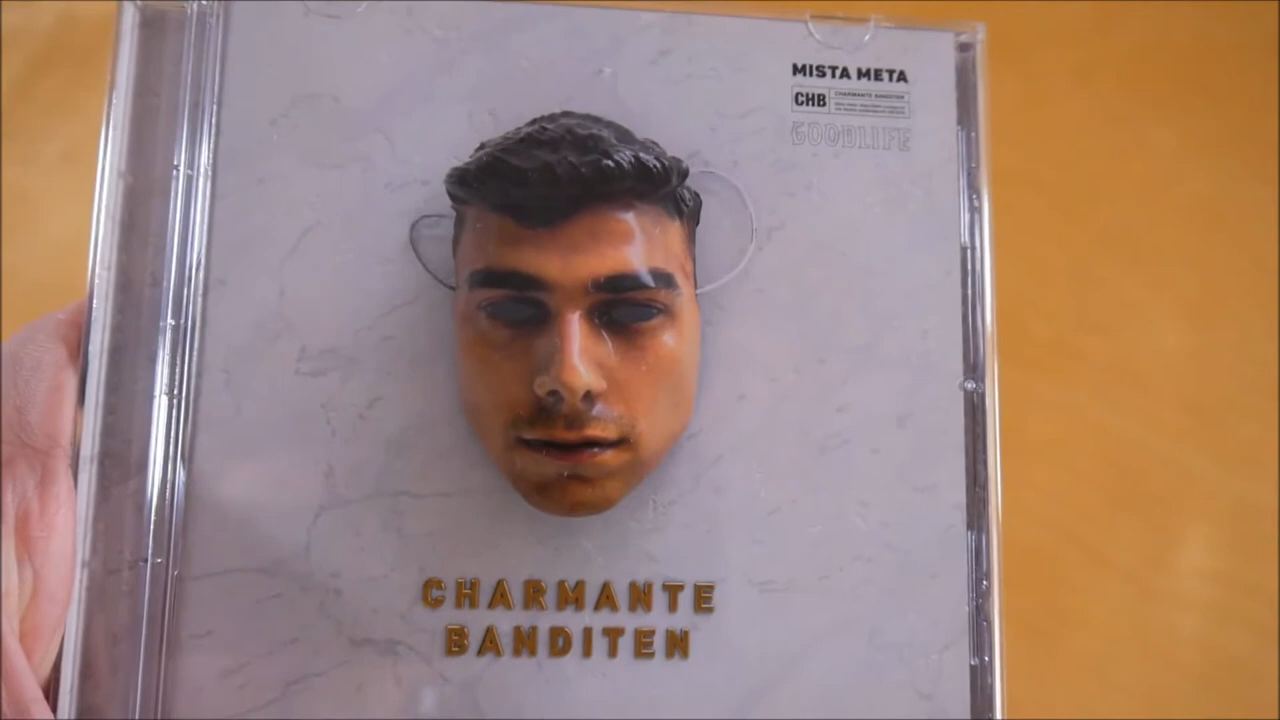 MISTA META
CHB
CHARMANTE BANDITEN
GOODLIFE
CHARMANTE
BANDITEN